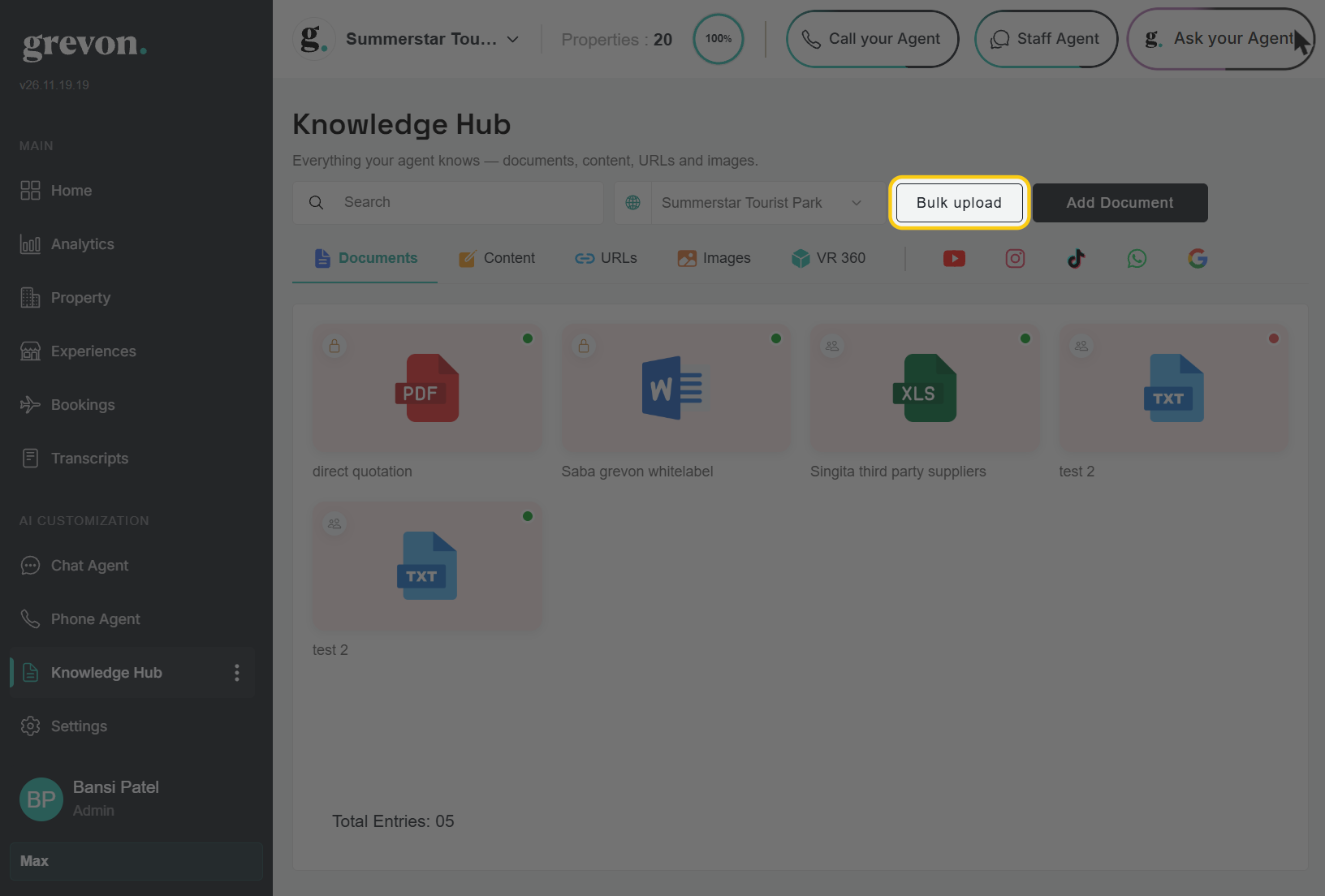 grevon.
v26.11.19.19
MAIN
Home
Analytics
Property
Experiences
Bookings
Transcripts
AI CUSTOMIZATION
Chat Agent
Phone Agent
Knowledge Hub
Settings
BP
Bansi Patel
Admin
Max
g. Summerstar Tou... Properties : 20 100% Call your Agent Staff Agent g. Ask your Agent
Knowledge Hub
Everything your agent knows — documents, content, URLs and images.
Search Summerstar Tourist Park Bulk upload Add Document
Documents Content URLs Images VR 360
PDF W XLS TXT
direct quotation Saba grevon whitelabel Singita third party suppliers test 2
TXT
test 2
Total Entries: 05